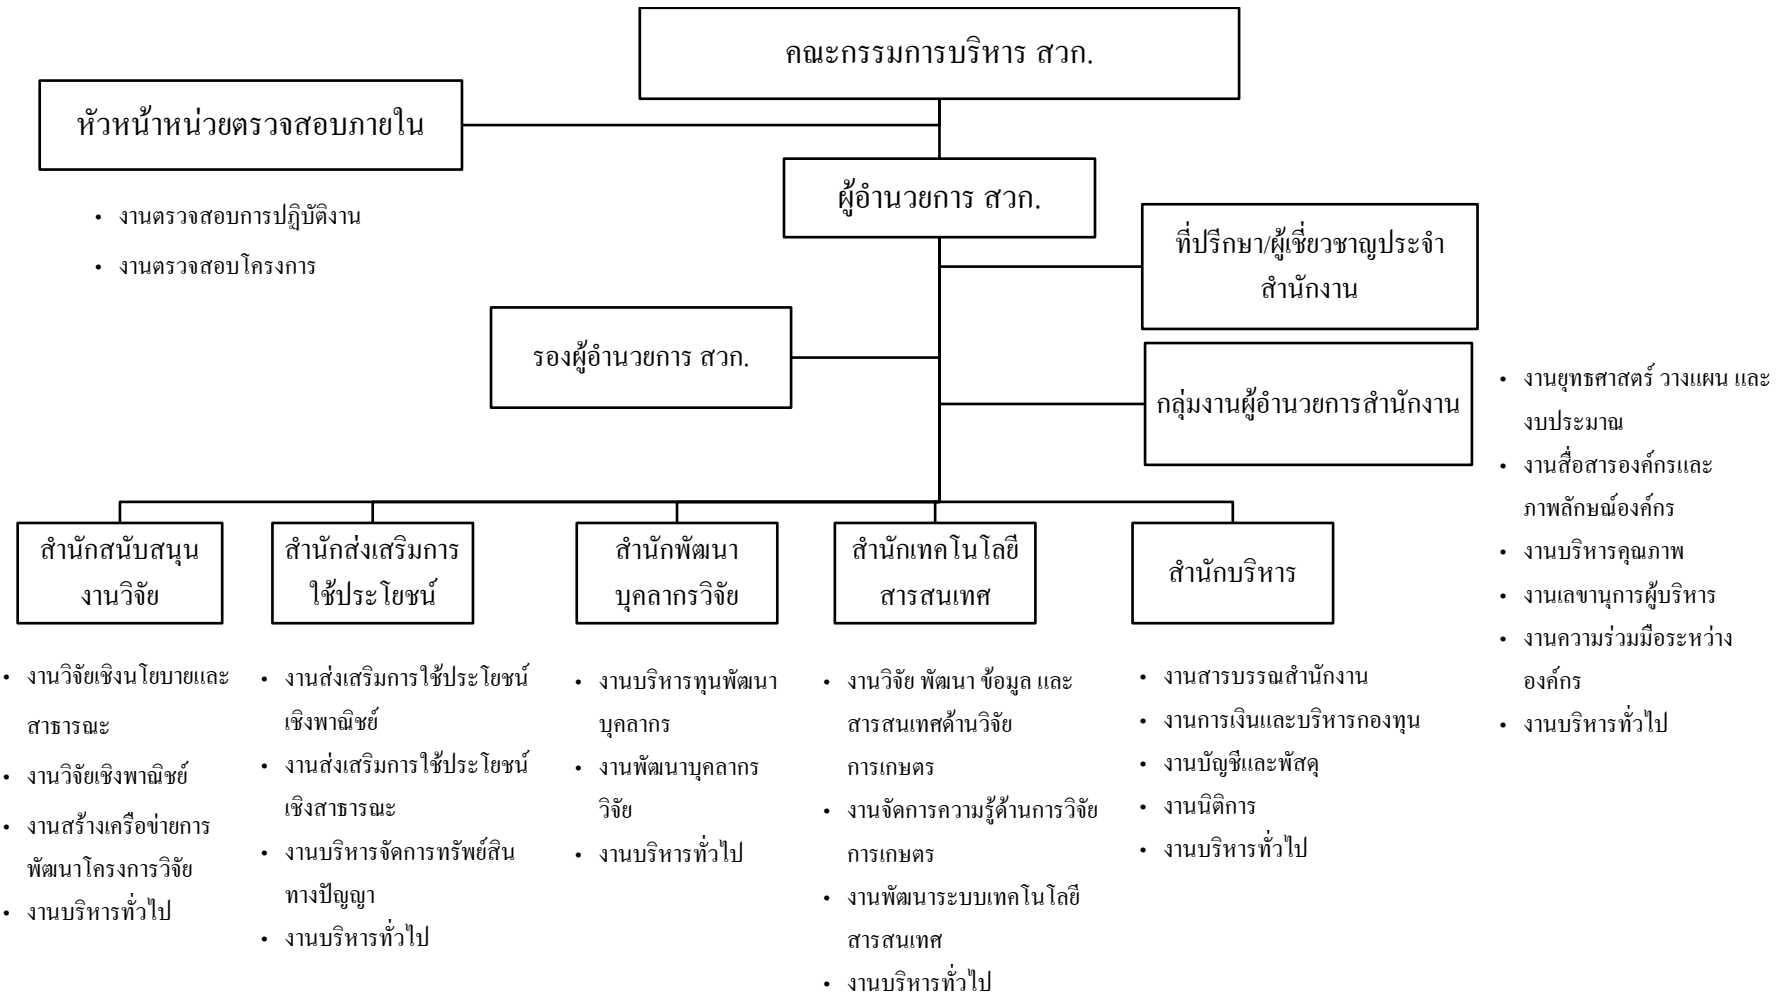 คณะกรรมการบริหาร สวก.
หัวหน้าหน่วยตรวจสอบภายใน
• งานตรวจสอบการปฏิบัติงาน
• งานตรวจสอบโครงการ
ผู้อำนวยการ สวก.
ที่ปรึกษา/ผู้เชี่ยวชาญประจำ
สำนักงาน
รองผู้อำนวยการ สวก.
กลุ่มงานผู้อำนวยการสำนักงาน
• งานยุทธศาสตร์ วางแผน และ
งบประมาณ
• งานสื่อสารองค์กรและ
ภาพลักษณ์องค์กร
• งานบริหารคุณภาพ
• งานเลขานุการผู้บริหาร
• งานความร่วมมือระหว่าง
องค์กร
• งานบริหารทั่วไป
สำนักสนับสนุน
งานวิจัย
• งานวิจัยเชิงนโยบายและ
สาธารณะ
• งานวิจัยเชิงพาณิชย์
• งานสร้างเครือข่ายการ
พัฒนาโครงการวิจัย
• งานบริหารทั่วไป
สำนักส่งเสริมการ
ใช้ประโยชน์
• งานส่งเสริมการใช้ประโยชน์
เชิงพาณิชย์
• งานส่งเสริมการใช้ประโยชน์
เชิงสาธารณะ
• งานบริหารจัดการทรัพย์สิน
ทางปัญญา
• งานบริหารทั่วไป
สำนักพัฒนา
บุคลากรวิจัย
• งานบริหารทุนพัฒนา
บุคลากร
• งานพัฒนาบุคลากร
วิจัย
• งานบริหารทั่วไป
สำนักเทคโนโลยี
สารสนเทศ
• งานวิจัย พัฒนา ข้อมูล และ
สารสนเทศด้านวิจัย
การเกษตร
• งานจัดการความรู้ด้านการวิจัย
การเกษตร
• งานพัฒนาระบบเทคโนโลยี
สารสนเทศ
• งานบริหารทั่วไป
สำนักบริหาร
• งานสารบรรณสำนักงาน
• งานการเงินและบริหารกองทุน
• งานบัญชีและพัสดุ
• งานนิติการ
• งานบริหารทั่วไป